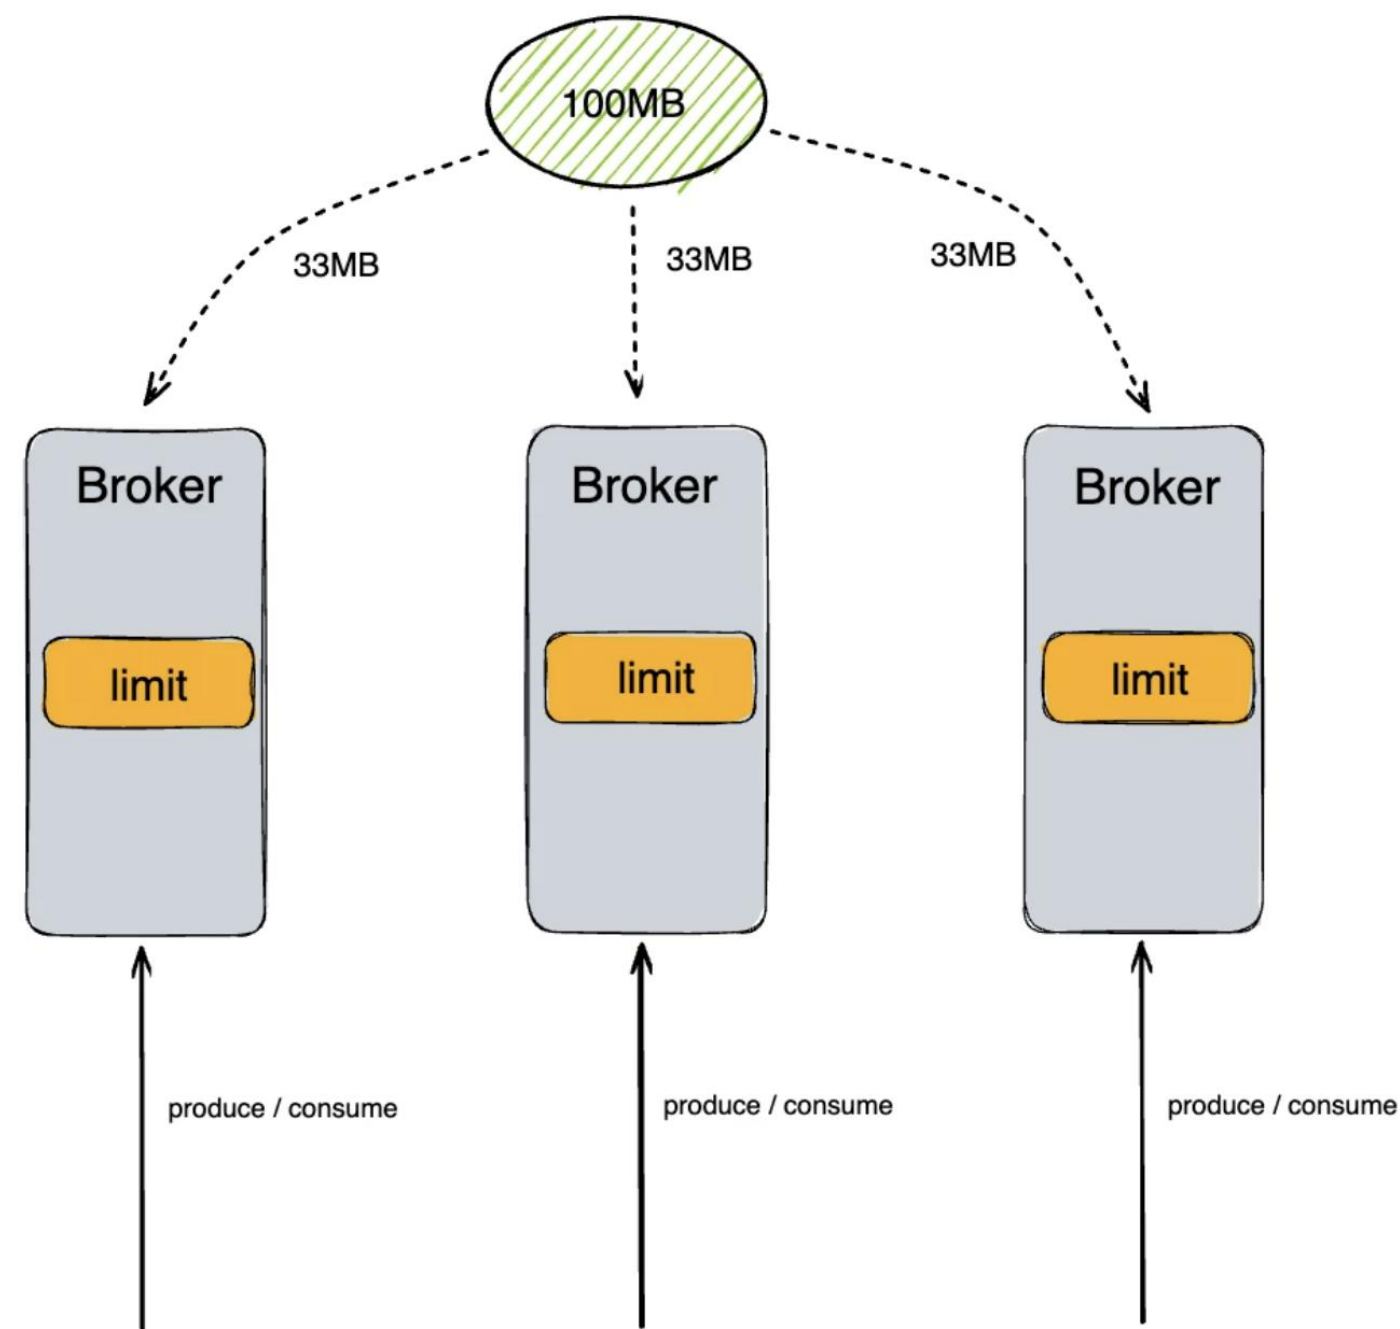 100MB
33MB
33MB
33MB
Broker
Broker
Broker
limit
limit
limit
produce / consume
produce / consume
produce / consume